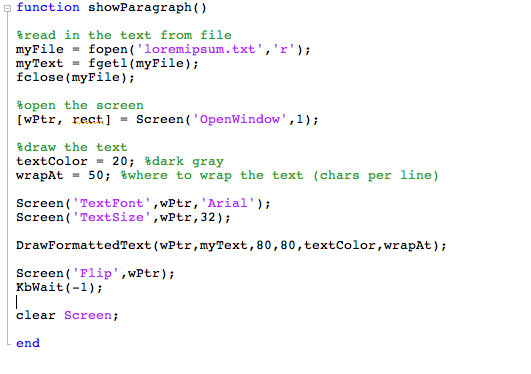 function showParagraph()
%read in the text from file
myFile = fopen('loremipsum.txt','r');
myText = fgetl(myFile);
fclose(myFile);
%open the screen
[wPtr, rect] = Screen('OpenWindow',1);
%draw the text
textColor = 20; %dark gray
wrapAt = 50; %where to wrap the text (chars per line)
Screen('TextFont',wPtr,'Arial');
Screen('TextSize',wPtr,32);
DrawFormattedText(wPtr,myText,80,80,textColor,wrapAt);
Screen('Flip',wPtr);
KbWait(-1);
clear Screen;
end